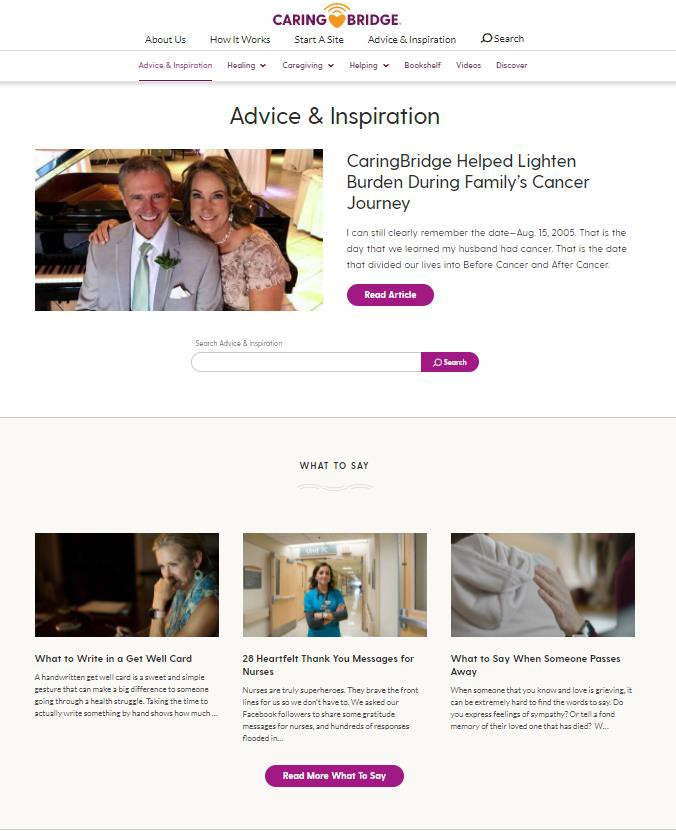 CARING BRIDGE
About Us How It Works Start A Site Advice & Inspiration Search
Advice & Inspiration Healing Caregiving Helping Bookshelf Videos Discover
Advice & Inspiration
CaringBridge Helped Lighten
Burden During Family's Cancer
Journey
I can still clearly remember the date—Aug. 15, 2005. That is the
day that we learned my husband had cancer. That is the date
that divided our lives into Before Cancer and After Cancer.
Read Article
Search Advice & Inspiration
Search
WHAT TO SAY
What to Write in a Get Well Card
A handwritten get well card is a sweet and simple
gesture that can make a big difference to someone
going through a health struggle. Taking the time to
actually write something by hand shows how much ...
28 Heartfelt Thank You Messages for
Nurses
Nurses are truly superheroes. They brave the front
lines for us so we don't have to. We asked our
Facebook followers to share some gratitude
messages for nurses, and hundreds of responses
flooded in...
What to Say When Someone Passes
Away
When someone that you know and love is grieving, it
can be extremely hard to find the words to say. Do
you express feelings of sympathy? Or tell a fond
memory of their loved one that has died? W...
Read More What To Say